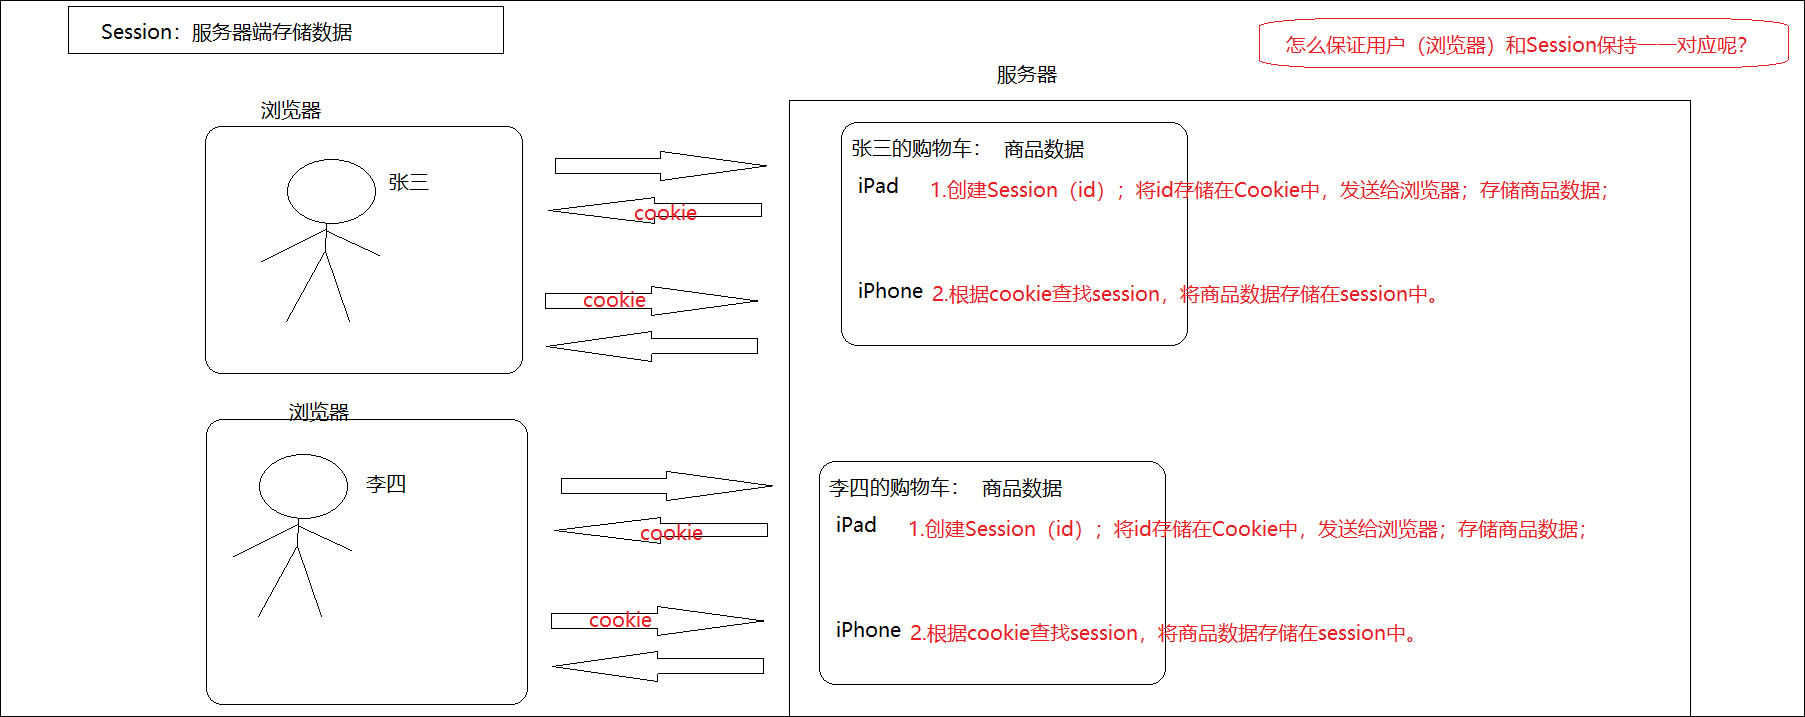 Session：服务器端存储数据
怎么保证用户（浏览器）和Session保持一一对应呢？
服务器
浏览器
张三
cookie
cookie
张三的购物车： 商品数据
iPad 1.创建Session（id）；将id存储在Cookie中，发送给浏览器；存储商品数据；
iPhone 2.根据cookie查找session，将商品数据存储在session中。
浏览器
李四
cookie
cookie
李四的购物车： 商品数据
iPad 1.创建Session（id）；将id存储在Cookie中，发送给浏览器；存储商品数据；
iPhone 2.根据cookie查找session，将商品数据存储在session中。